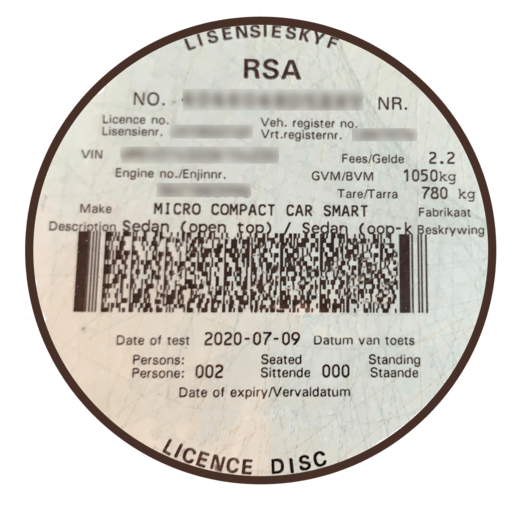 LISENSIESKYF
RSA
NO. NR.
Licence no. Veh. register no.
Lisensienr. Vrt.registernr.
VIN Fees/Gelde 2.2
Engine no./Enjinnr. GVM/BVM 1050kg
Tare/Tarra 780 kg
Make MICRO COMPACT CAR SMART Fabrikaat
Description Sedan (open top) / Sedan (oop-k Beskrywing
Date of test 2020-07-09 Datum van toets
Persons: Seated Standing
Persone: 002 Sittende 000 Staande
Date of expiry/Vervaldatum
LICENCE DISC